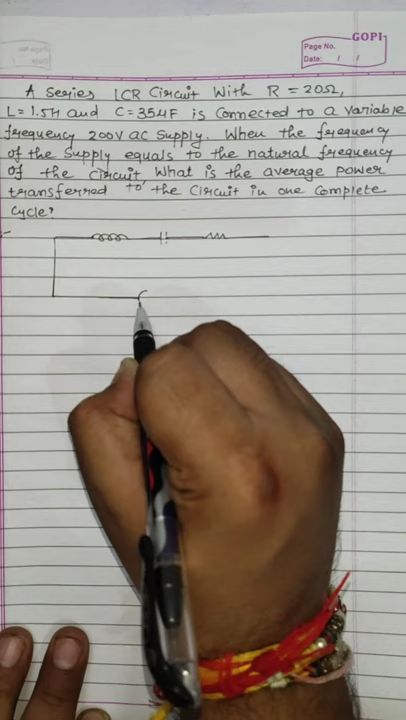 GOPI
Page No.
Date: / /
A Series LCR Circuit With R = 20Ω,
L = 1.5H and C = 35μF is Connected to a Variable
frequency 200V ac Supply. When the frequency
of the Supply equals to the natural frequency
of the circuit, What is the average power
transferred to the Circuit in one Complete
Cycle?